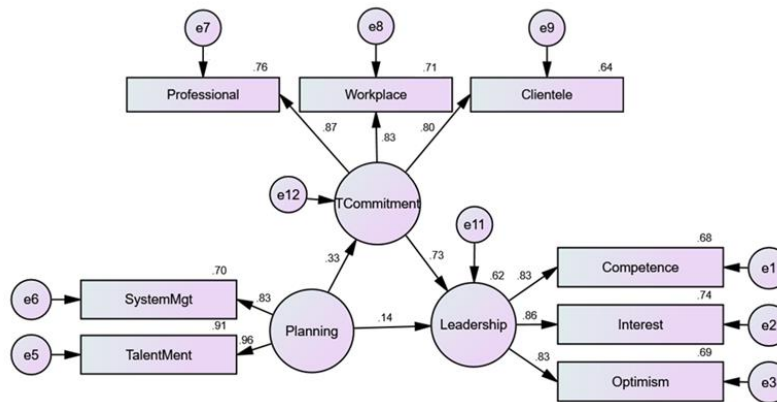 e7
e8
e9
.76
.71
.64
Professional
Workplace
Clientele
.87
.83
.80
e12
TCommitment
e11
.33
.73
.68
.70
.62
.83
Competence
e1
e6
SystemMgt
.83
.74
Planning
.14
Leadership
.86
Interest
e2
.91
e5
TalentMent
.96
.83
.69
Optimism
e3